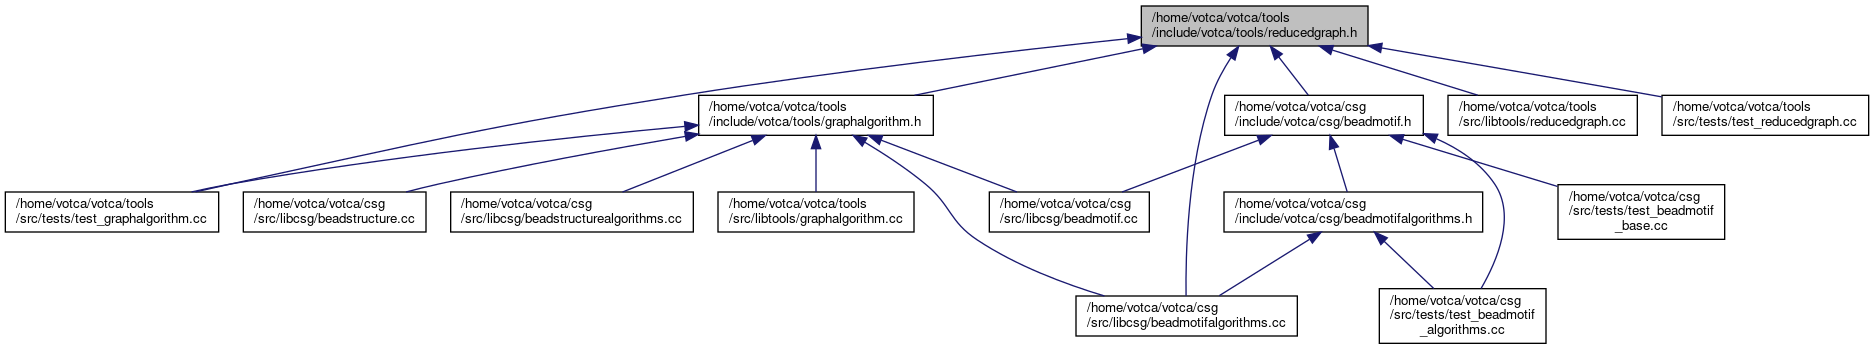 /home/votca/votca/tools
/include/votca/tools/reducedgraph.h
/home/votca/votca/tools
/include/votca/tools/graphalgorithm.h
/home/votca/votca/csg
/include/votca/csg/beadmotif.h
/home/votca/votca/tools
/src/libtools/reducedgraph.cc
/home/votca/votca/tools
/src/tests/test_reducedgraph.cc
/home/votca/votca/tools
/src/tests/test_graphalgorithm.cc
/home/votca/votca/csg
/src/libcsg/beadstructure.cc
/home/votca/votca/csg
/src/libcsg/beadstructurealgorithms.cc
/home/votca/votca/tools
/src/libtools/graphalgorithm.cc
/home/votca/votca/csg
/src/libcsg/beadmotif.cc
/home/votca/votca/csg
/include/votca/csg/beadmotifalgorithms.h
/home/votca/votca/csg
/src/tests/test_beadmotif
_base.cc
/home/votca/votca/csg
/src/libcsg/beadmotifalgorithms.cc
/home/votca/votca/csg
/src/tests/test_beadmotif
_algorithms.cc